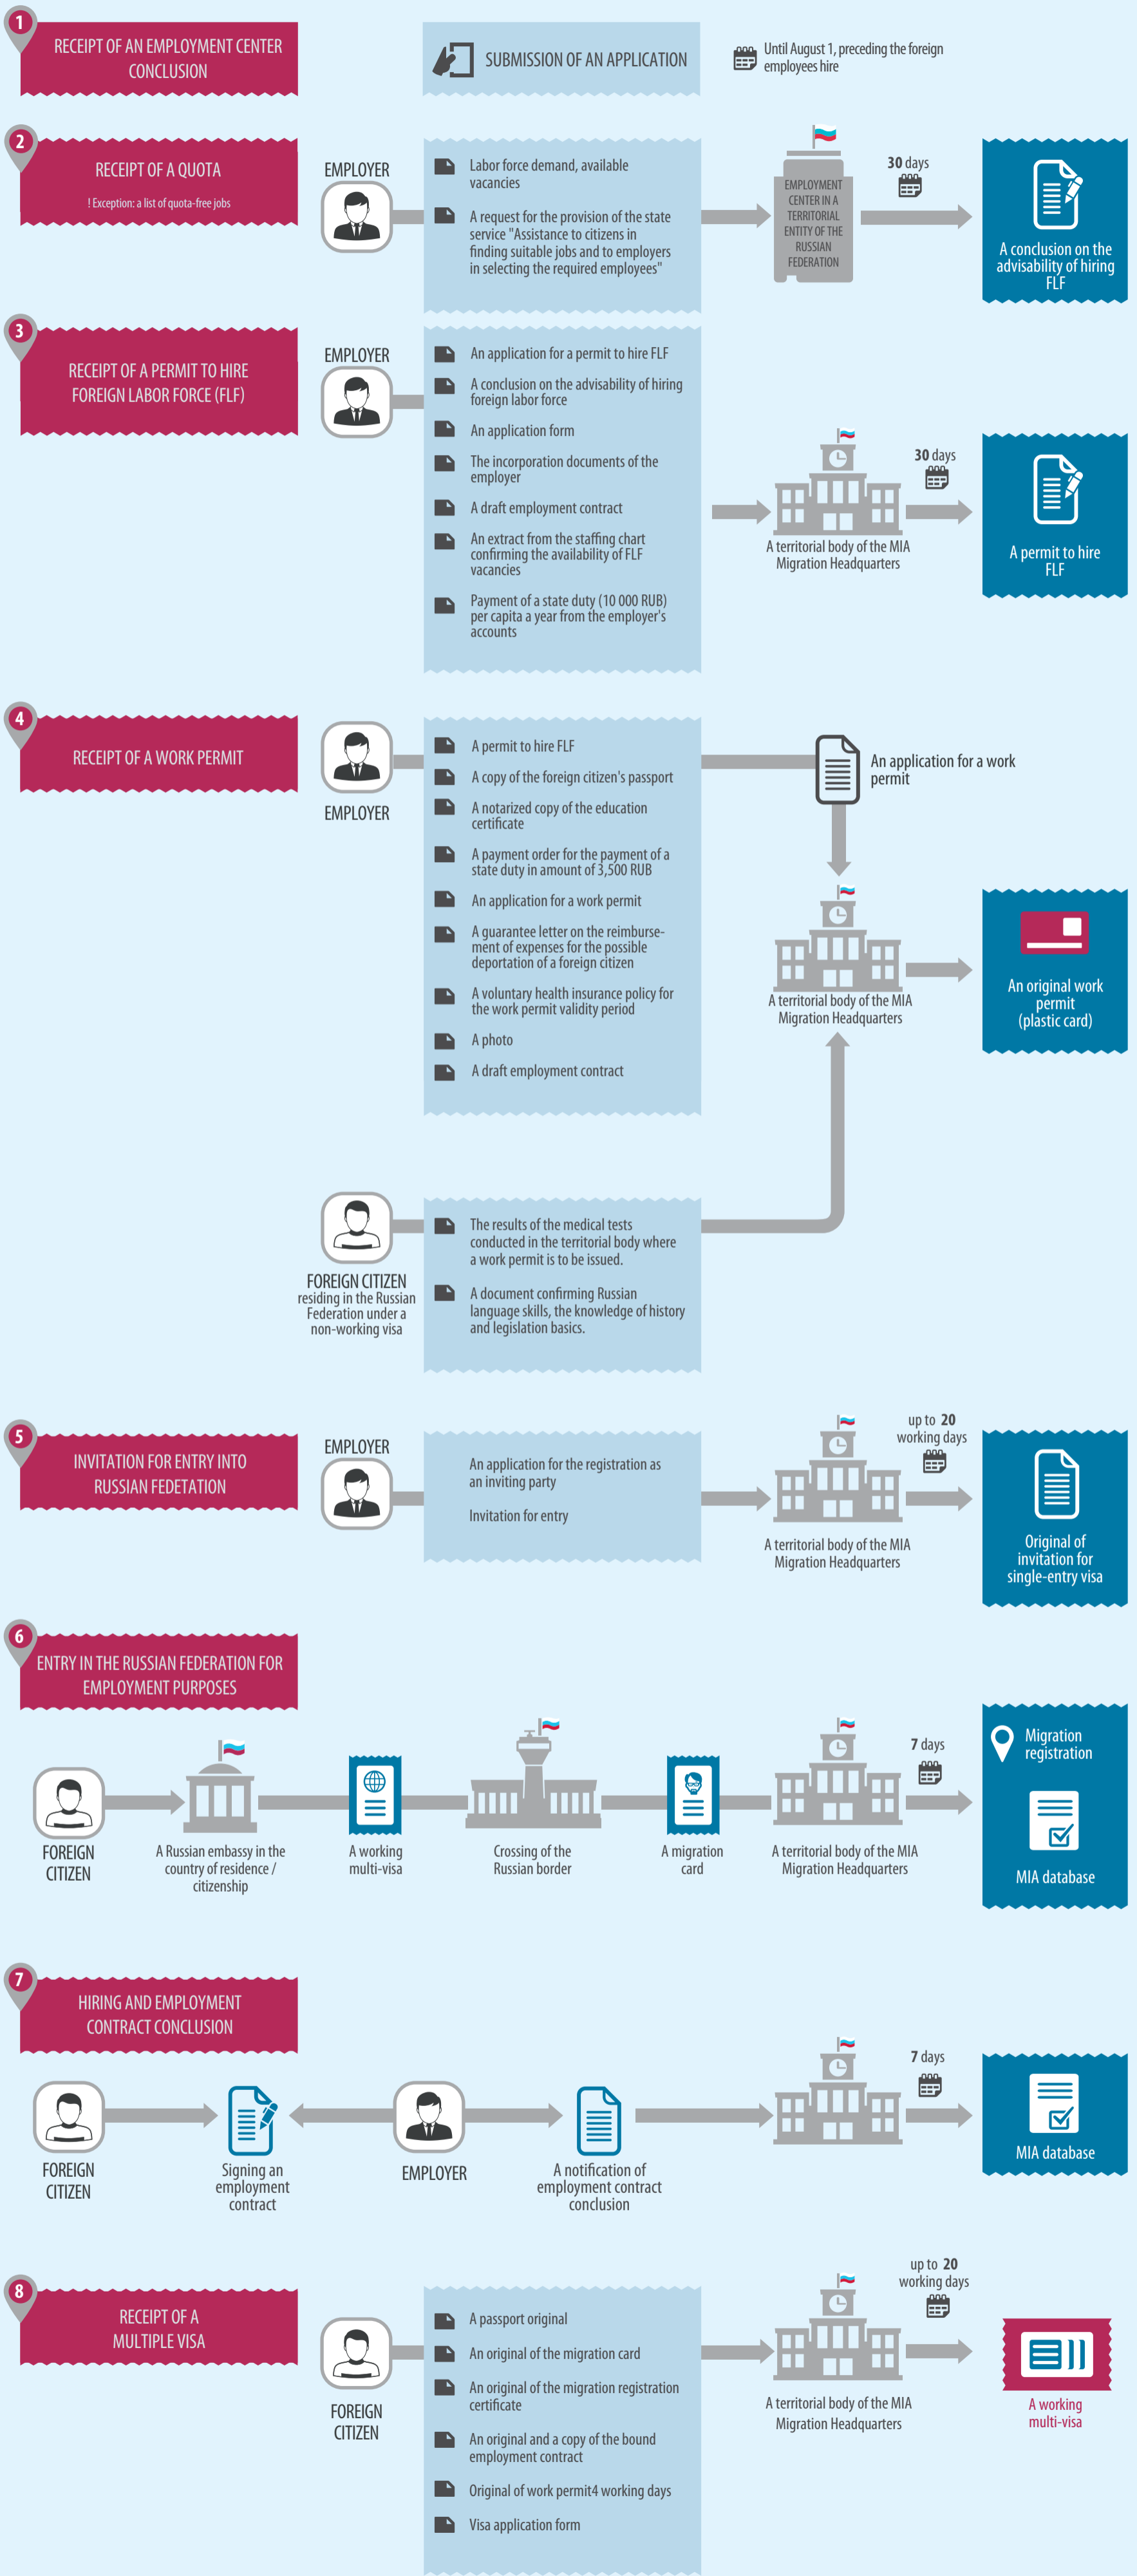 1
RECEIPT OF AN EMPLOYMENT CENTER
CONCLUSION
SUBMISSION OF AN APPLICATION
Until August 1, preceding the foreign
employees hire
2
RECEIPT OF A QUOTA
! Exception: a list of quota-free jobs
EMPLOYER
Labor force demand, available
vacancies
A request for the provision of the state
service "Assistance to citizens in
finding suitable jobs and to employers
in selecting the required employees"
EMPLOYMENT
CENTER IN A
TERRITORIAL
ENTITY OF THE
RUSSIAN
FEDERATION
30 days
A conclusion on the
advisability of hiring
FLF
3
RECEIPT OF A PERMIT TO HIRE
FOREIGN LABOR FORCE (FLF)
EMPLOYER
An application for a permit to hire FLF
A conclusion on the advisability of hiring
foreign labor force
An application form
The incorporation documents of the
employer
A draft employment contract
An extract from the staffing chart
confirming the availability of FLF
vacancies
Payment of a state duty (10 000 RUB)
per capita a year from the employer's
accounts
A territorial body of the MIA
Migration Headquarters
30 days
A permit to hire
FLF
4
RECEIPT OF A WORK PERMIT
EMPLOYER
A permit to hire FLF
A copy of the foreign citizen's passport
A notarized copy of the education
certificate
A payment order for the payment of a
state duty in amount of 3,500 RUB
An application for a work permit
A guarantee letter on the reimburse-
ment of expenses for the possible
deportation of a foreign citizen
A voluntary health insurance policy for
the work permit validity period
A photo
A draft employment contract
An application for a work
permit
A territorial body of the MIA
Migration Headquarters
An original work
permit
(plastic card)
FOREIGN CITIZEN
residing in the Russian
Federation under a
non-working visa
The results of the medical tests
conducted in the territorial body where
a work permit is to be issued.
A document confirming Russian
language skills, the knowledge of history
and legislation basics.
5
INVITATION FOR ENTRY INTO
RUSSIAN FEDETATION
EMPLOYER
An application for the registration as
an inviting party
Invitation for entry
A territorial body of the MIA
Migration Headquarters
up to 20
working days
Original of
invitation for
single-entry visa
6
ENTRY IN THE RUSSIAN FEDERATION FOR
EMPLOYMENT PURPOSES
FOREIGN
CITIZEN
A Russian embassy in the
country of residence /
citizenship
A working
multi-visa
Crossing of the
Russian border
A migration
card
A territorial body of the MIA
Migration Headquarters
7 days
Migration
registration
MIA database
7
HIRING AND EMPLOYMENT
CONTRACT CONCLUSION
FOREIGN
CITIZEN
Signing an
employment
contract
EMPLOYER
A notification of
employment contract
conclusion
7 days
MIA database
8
RECEIPT OF A
MULTIPLE VISA
FOREIGN
CITIZEN
A passport original
An original of the migration card
An original of the migration registration
certificate
An original and a copy of the bound
employment contract
Original of work permit4 working days
Visa application form
A territorial body of the MIA
Migration Headquarters
up to 20
working days
A working
multi-visa